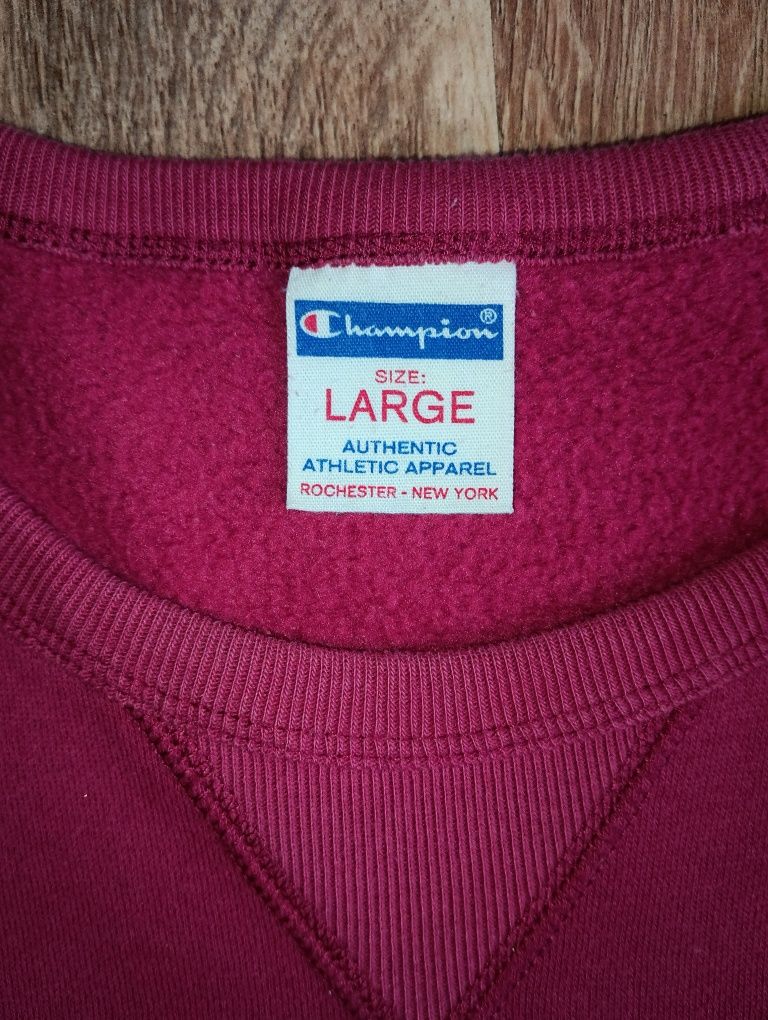 Champion®
SIZE:
LARGE
AUTHENTIC
ATHLETIC APPAREL
ROCHESTER - NEW YORK